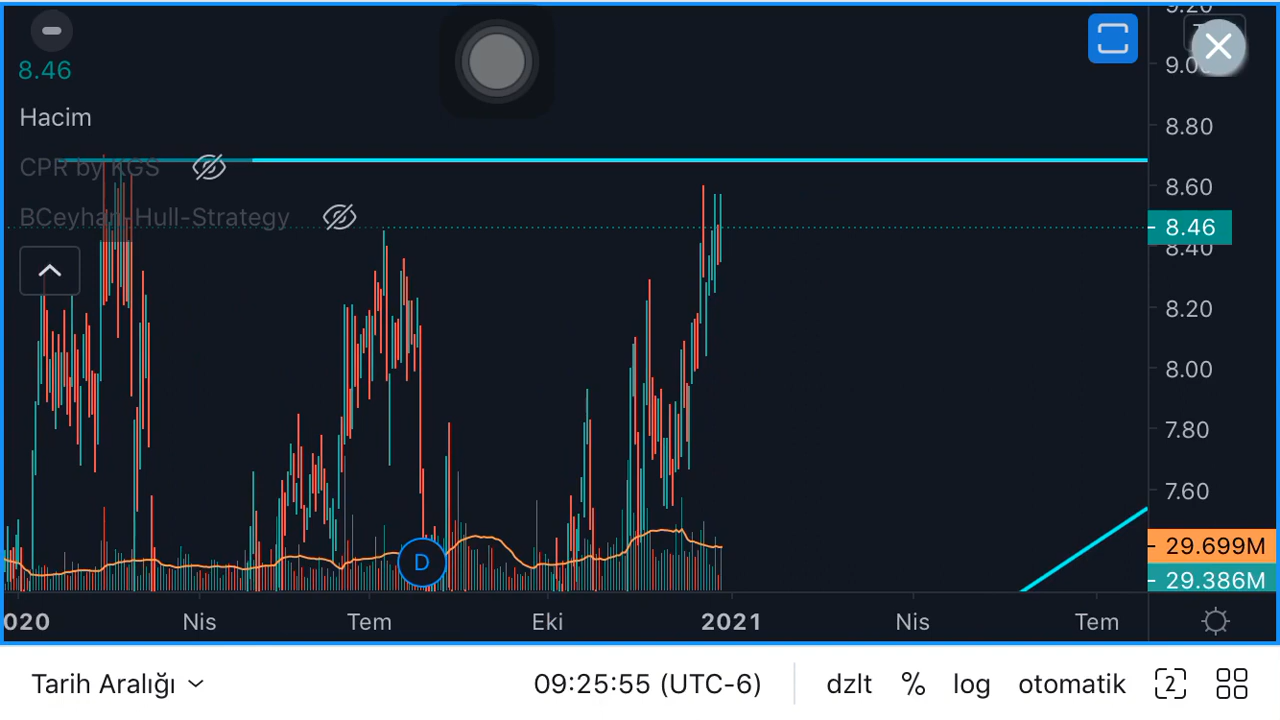 9.20
8.46
9.00
Hacim
8.80
CPR by KGS
8.60
BCeyhan-Hull-Strategy
8.46
8.40
8.20
8.00
7.80
7.60
29.699M
D
29.386M
020 Nis Tem Eki 2021 Nis Tem
Tarih Aralığı 09:25:55 (UTC-6) dzlt % log otomatik 2